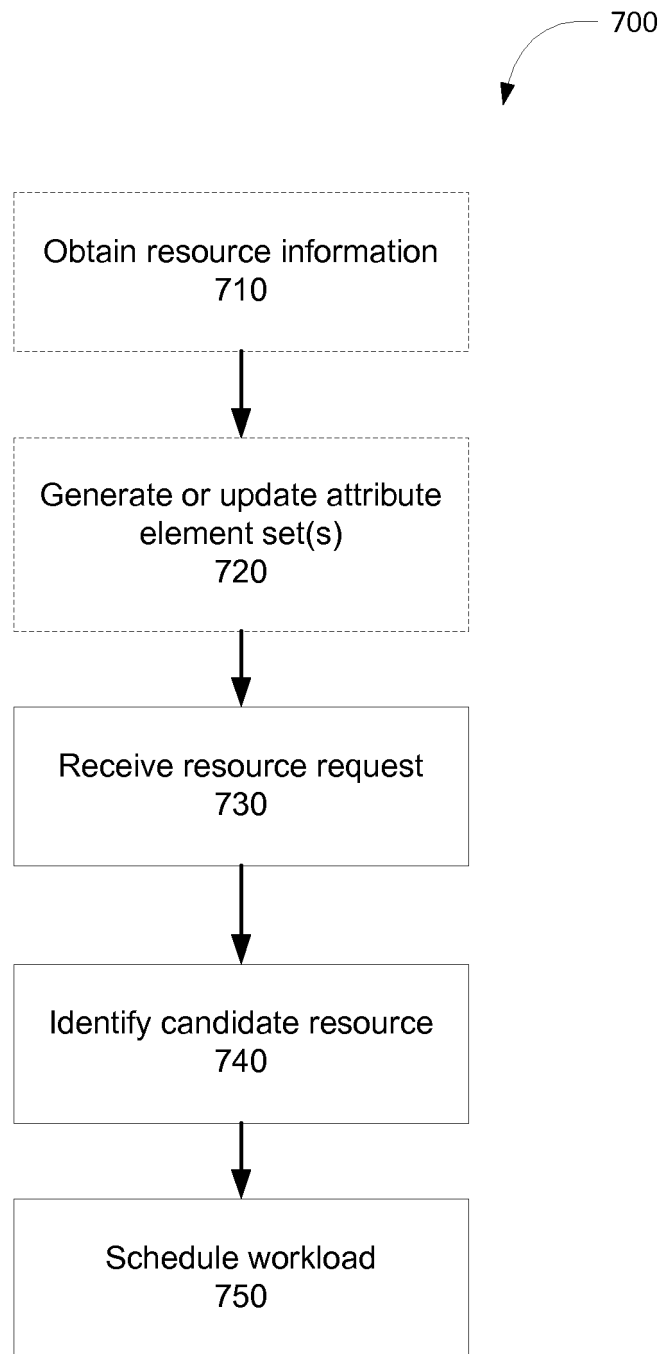 700
Obtain resource information
710
Generate or update attribute
element set(s)
720
Receive resource request
730
Identify candidate resource
740
Schedule workload
750